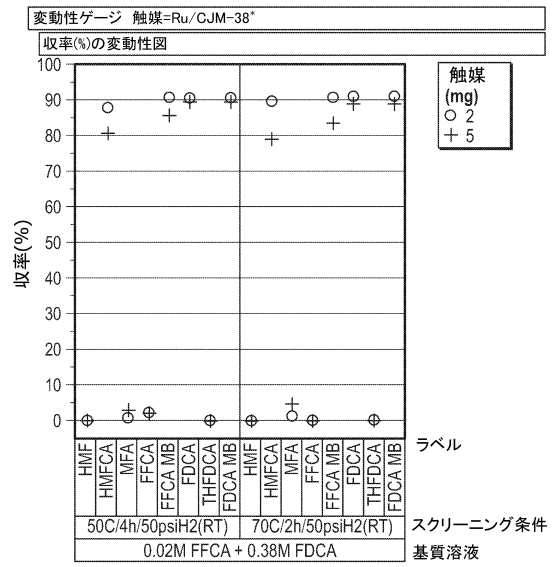 変動性ゲージ 触媒=Ru/CJM-38*
収率(%)の変動性図
触媒
(mg)
○ 2
+ 5
収率(%)
100
90
80
70
60
50
40
30
20
10
0
HMF
HMFCA
MFA
FFCA
FFCA MB
FDCA
THFDCA
FDCA MB
HMF
HMFCA
MFA
FFCA
FFCA MB
FDCA
THFDCA
FDCA MB
ラベル
50C/4h/50psiH2(RT)
70C/2h/50psiH2(RT)
スクリーニング条件
0.02M FFCA + 0.38M FDCA
基質溶液